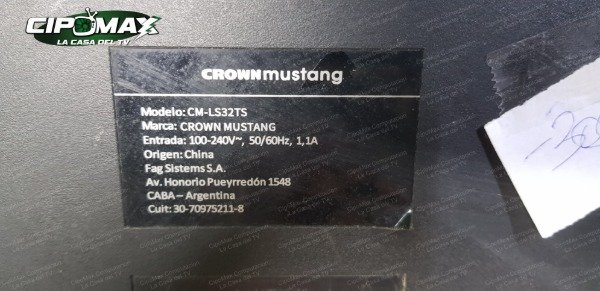 CIPOMAX
LA CASA DEL TV
CROWNmustang
Modelo: CM-LS32TS
Marca: CROWN MUSTANG
Entrada: 100-240V~, 50/60Hz, 1,1A
Origen: China
Fag Sistems S.A.
Av. Honorio Pueyrredón 1548
CABA – Argentina
Cuit: 30-70975211-8